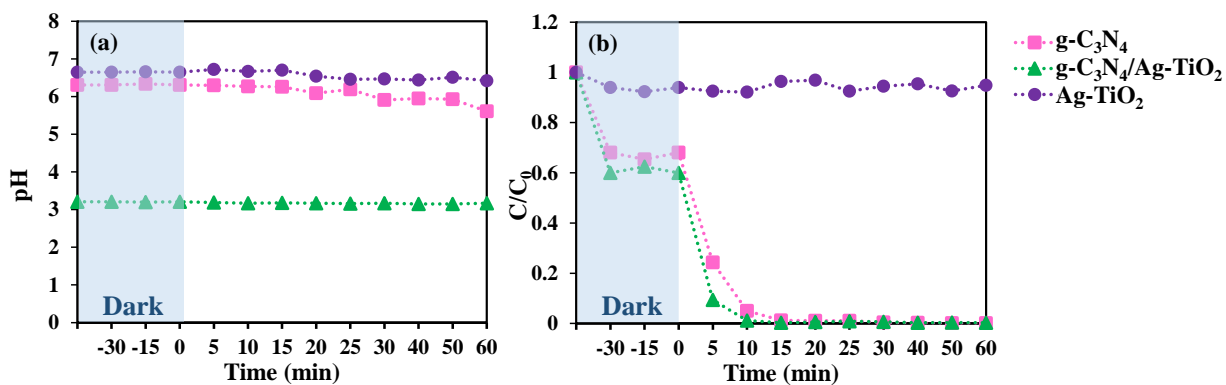 (a)
pH
8
7
6
5
4
3
2
1
0
Dark
-30 -15 0 5 10 15 20 25 30 40 50 60
Time (min)
(b)
C/C₀
1.2
1
0.8
0.6
0.4
0.2
0
Dark
-30 -15 0 5 10 15 20 25 30 40 50 60
Time (min)
g-C₃N₄
g-C₃N₄/Ag-TiO₂
Ag-TiO₂